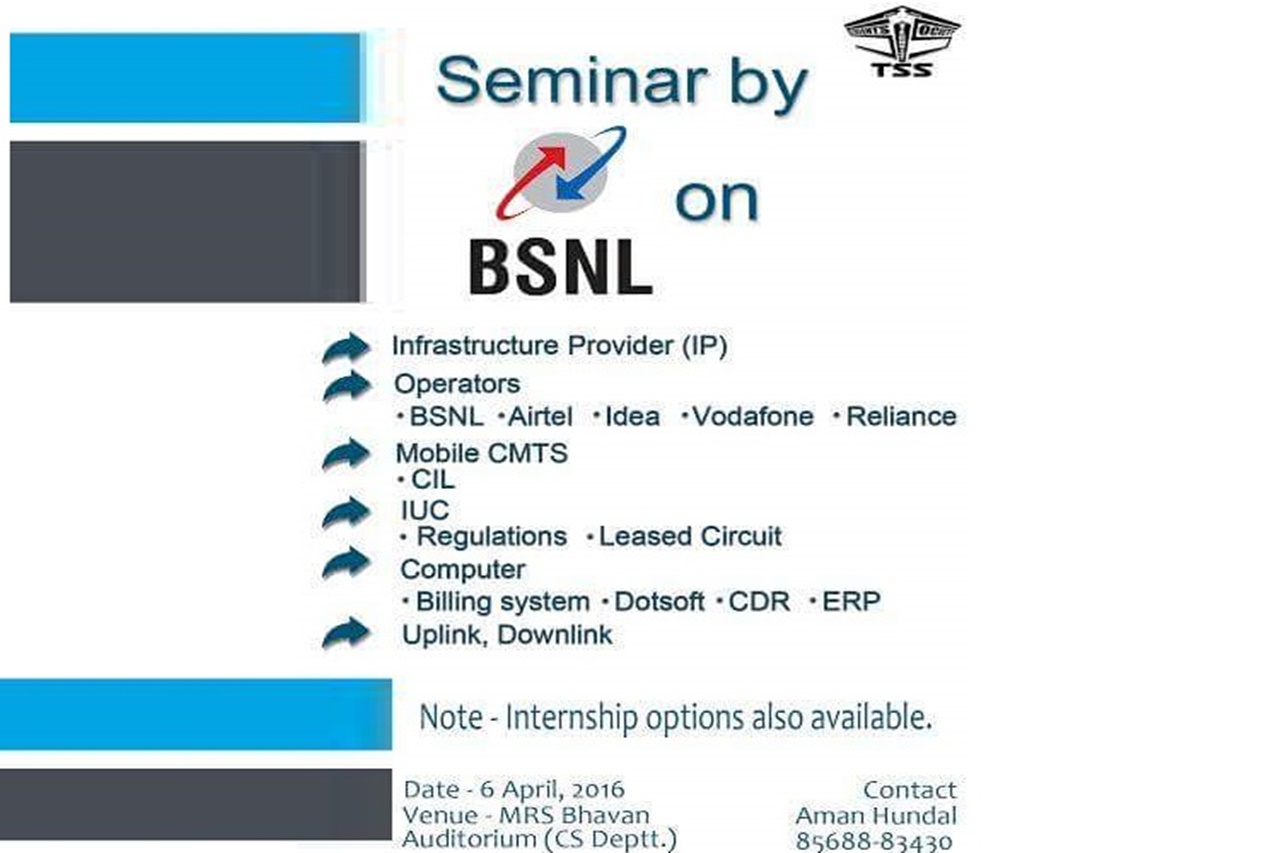 Seminar by
TSS
on
BSNL
Infrastructure Provider (IP)
Operators
· BSNL · Airtel · Idea · Vodafone · Reliance
Mobile CMTS
· CIL
IUC
· Regulations · Leased Circuit
Computer
· Billing system · Dotsoft · CDR · ERP
Uplink, Downlink
Note - Internship options also available.
Date - 6 April, 2016
Venue - MRS Bhavan
Auditorium (CS Deptt.)
Contact
Aman Hundal
85688-83430